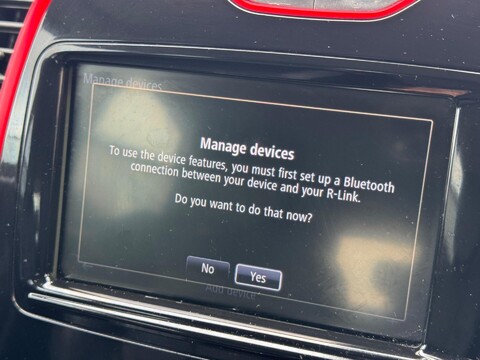 Manage devices
Manage devices
To use the device features, you must first set up a Bluetooth
connection between your device and your R-Link.
Do you want to do that now?
No
Yes
Add device